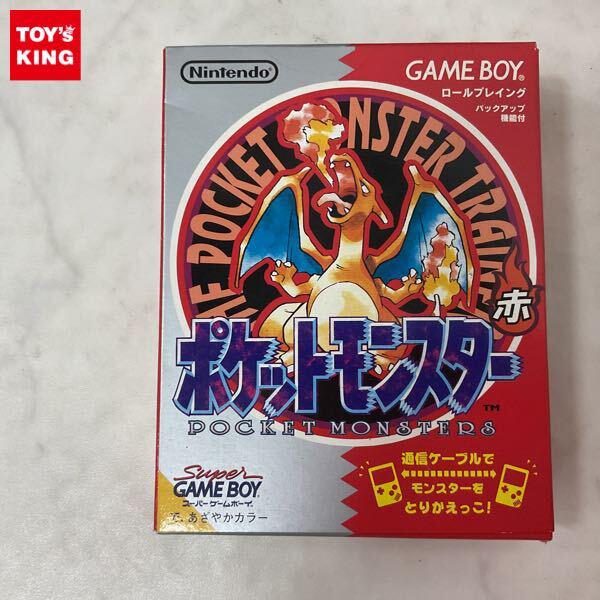 TOY's
KING
Nintendo
GAME BOY
ロールプレイング
バックアップ
機能付
THE POCKET MONSTER TRAINER
赤
ポケットモンスター
TM
POCKET MONSTERS
Super
GAME BOY
スーパーゲームボーイ
で、あざやかカラー
通信ケーブルで
モンスターを
とりかえっこ!